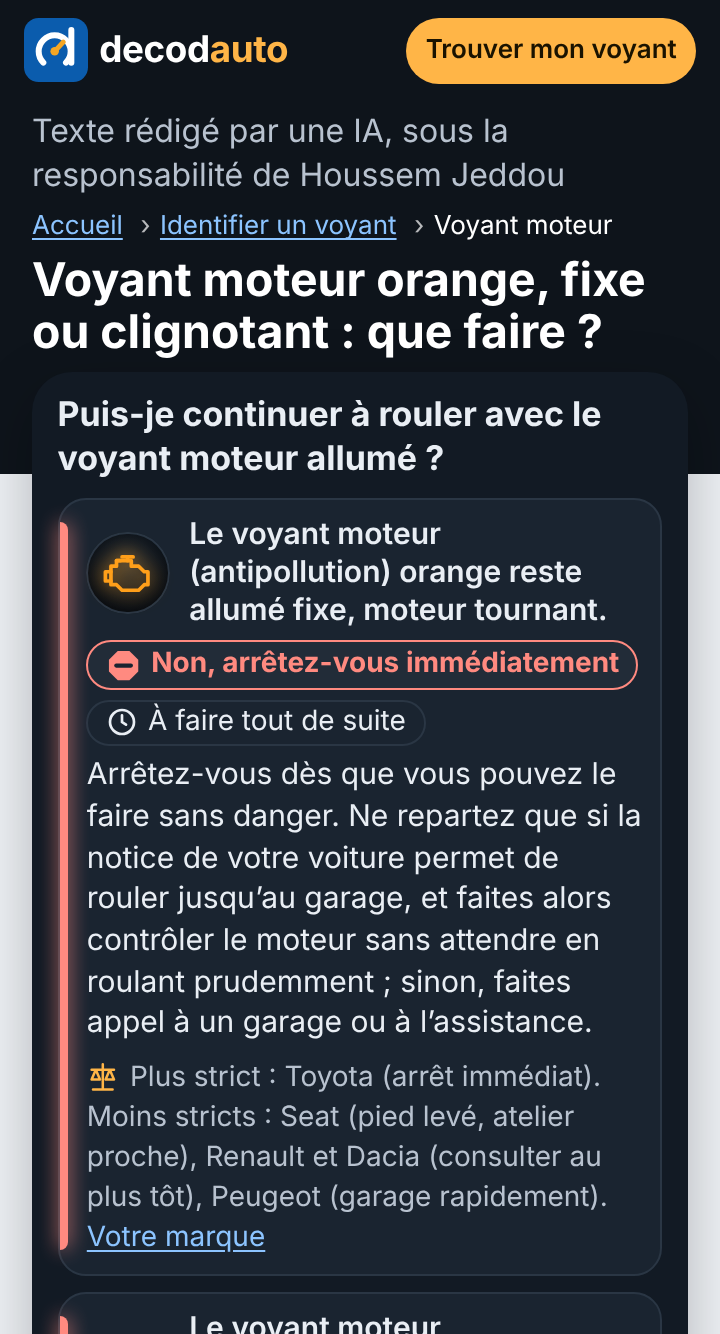 decodauto
Trouver mon voyant
Texte rédigé par une IA, sous la
responsabilité de Houssem Jeddou
Accueil › Identifier un voyant › Voyant moteur
Voyant moteur orange, fixe
ou clignotant : que faire ?
Puis-je continuer à rouler avec le
voyant moteur allumé ?
Le voyant moteur
(antipollution) orange reste
allumé fixe, moteur tournant.
Non, arrêtez-vous immédiatement
À faire tout de suite
Arrêtez-vous dès que vous pouvez le
faire sans danger. Ne repartez que si la
notice de votre voiture permet de
rouler jusqu’au garage, et faites alors
contrôler le moteur sans attendre en
roulant prudemment ; sinon, faites
appel à un garage ou à l’assistance.
Plus strict : Toyota (arrêt immédiat).
Moins stricts : Seat (pied levé, atelier
proche), Renault et Dacia (consulter au
plus tôt), Peugeot (garage rapidement).
Votre marque
Le voyant moteur